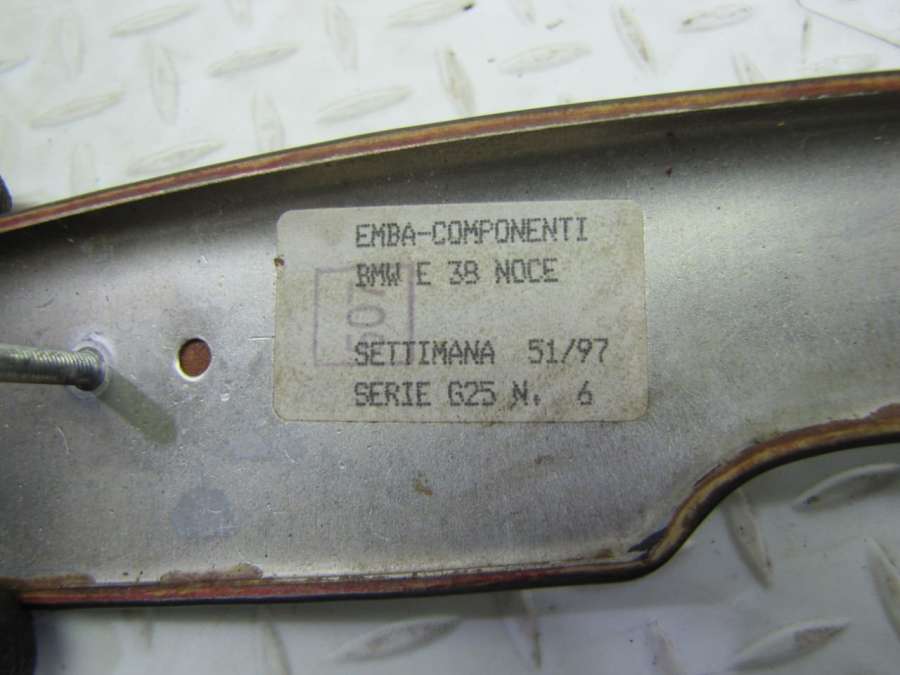 EMBA-COMPONENTI
BMW E 38 NOCE
SETTIMANA 51/97
SERIE G25 N. 6